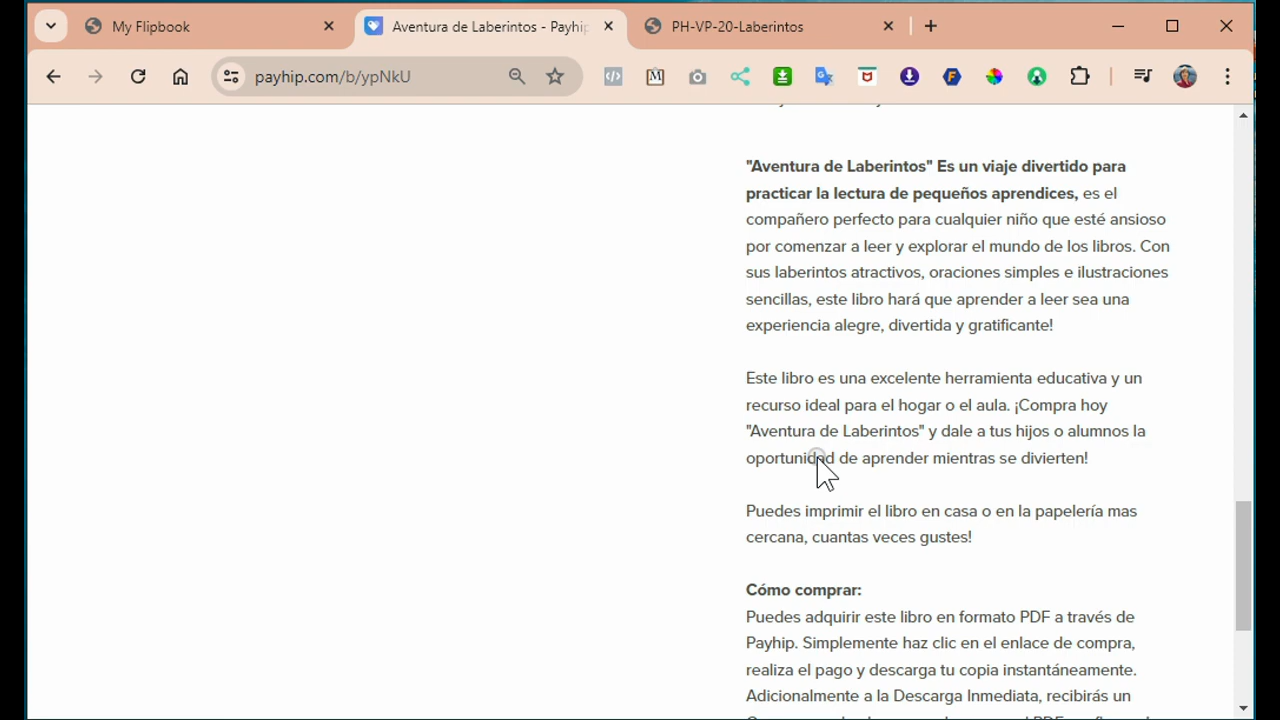 My Flipbook
Aventura de Laberintos - Payhip
PH-VP-20-Laberintos
payhip.com/b/ypNkU
"Aventura de Laberintos" Es un viaje divertido para
practicar la lectura de pequeños aprendices, es el
compañero perfecto para cualquier niño que esté ansioso
por comenzar a leer y explorar el mundo de los libros. Con
sus laberintos atractivos, oraciones simples e ilustraciones
sencillas, este libro hará que aprender a leer sea una
experiencia alegre, divertida y gratificante!
Este libro es una excelente herramienta educativa y un
recurso ideal para el hogar o el aula. ¡Compra hoy
"Aventura de Laberintos" y dale a tus hijos o alumnos la
oportunidad de aprender mientras se divierten!
Puedes imprimir el libro en casa o en la papelería mas
cercana, cuantas veces gustes!
Cómo comprar:
Puedes adquirir este libro en formato PDF a través de
Payhip. Simplemente haz clic en el enlace de compra,
realiza el pago y descarga tu copia instantáneamente.
Adicionalmente a la Descarga Inmediata, recibirás un